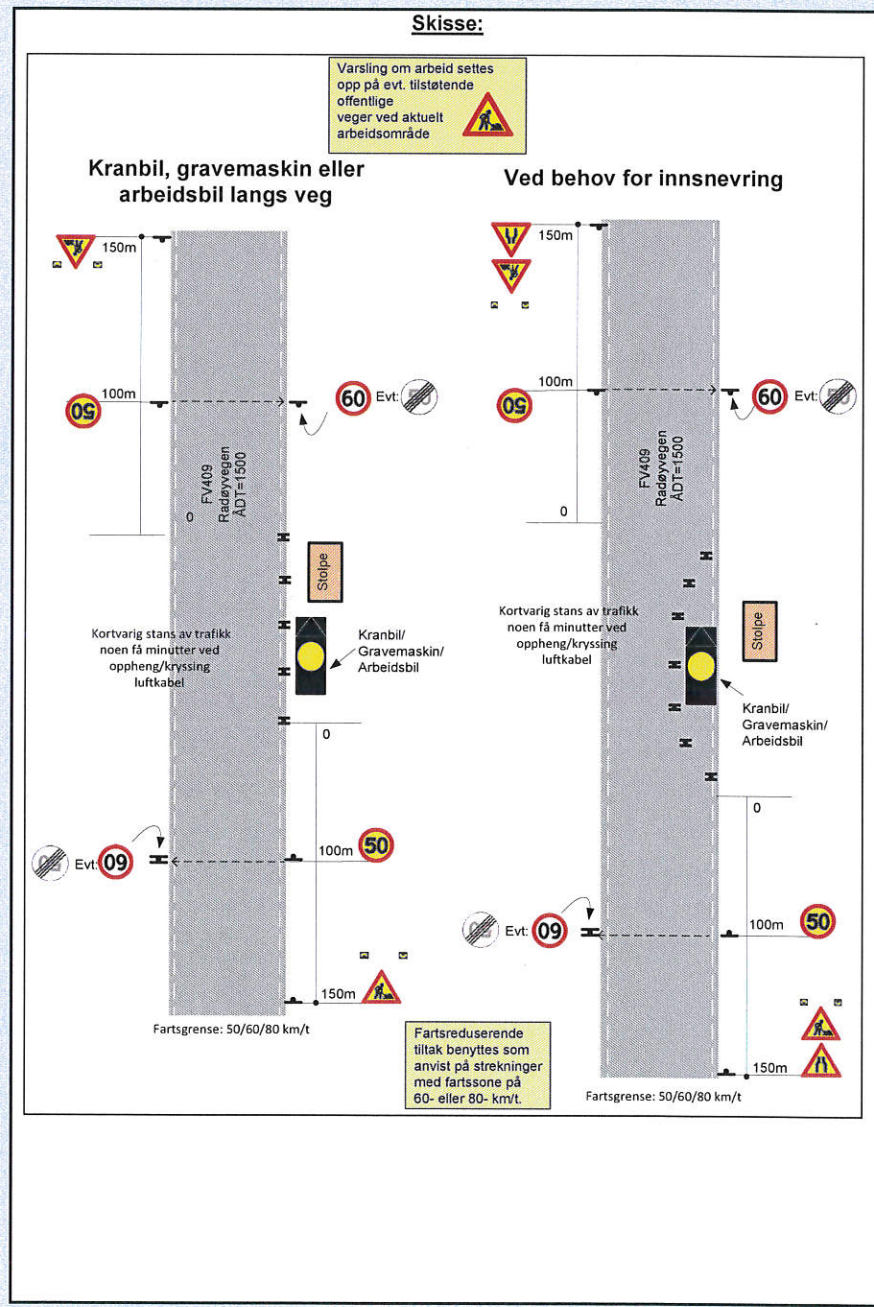 Skisse:
Varsling om arbeid settes
opp på evt. tilstøtende
offentlige
veger ved aktuelt
arbeidsområde
Kranbil, gravemaskin eller
arbeidsbil langs veg
150m
100m
50
60
Evt:
FV409
Radøyvegen
ÅDT=1500
0
Stolpe
Kortvarig stans av trafikk
noen få minutter ved
oppheng/kryssing
luftkabel
Kranbil/
Gravemaskin/
Arbeidsbil
0
Evt:
60
100m
50
150m
Fartsgrense: 50/60/80 km/t
Ved behov for innsnevring
150m
100m
50
60
Evt:
FV409
Radøyvegen
ÅDT=1500
0
Stolpe
Kortvarig stans av trafikk
noen få minutter ved
oppheng/kryssing
luftkabel
Kranbil/
Gravemaskin/
Arbeidsbil
0
Evt:
60
100m
50
150m
Fartsgrense: 50/60/80 km/t
Fartsreduserende
tiltak benyttes som
anvist på strekninger
med fartssone på
60- eller 80- km/t.